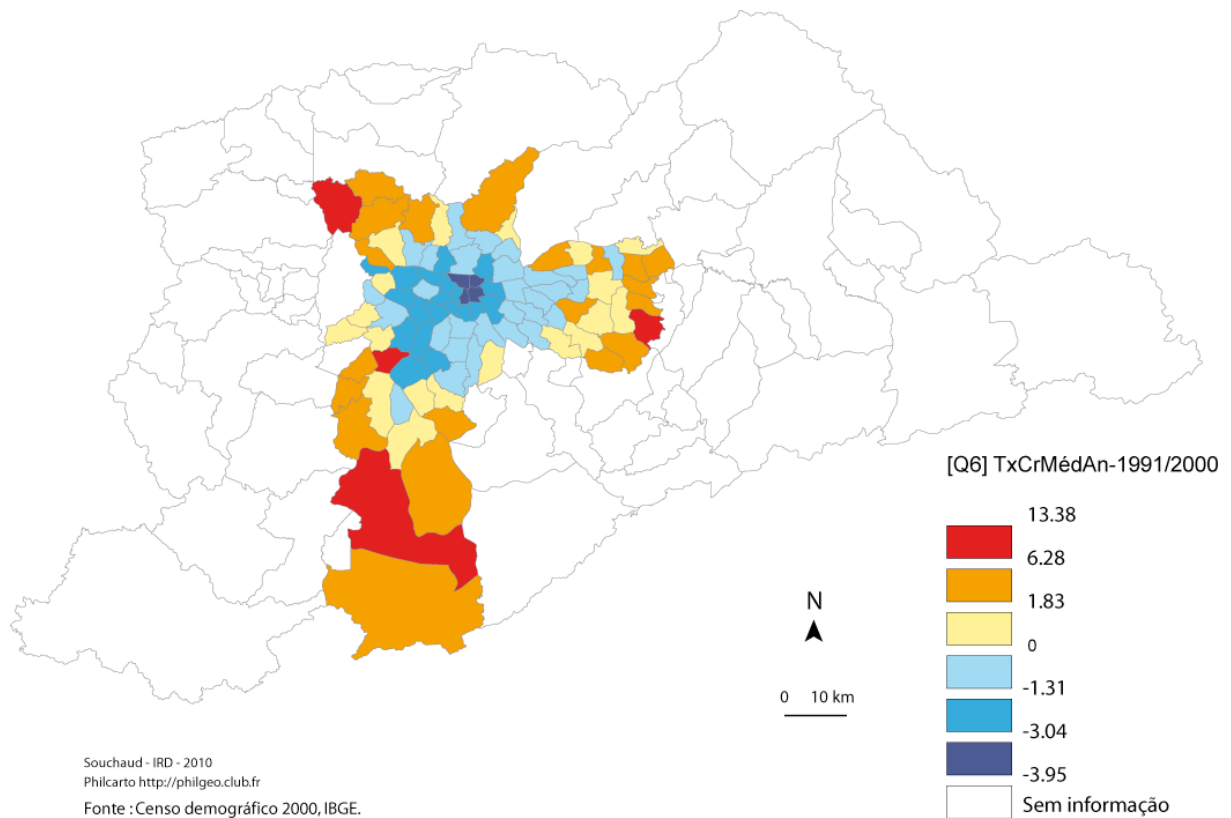 [Q6] TxCrMédAn-1991/2000
13.38
6.28
1.83
0
-1.31
-3.04
-3.95
Sem informação
N
0 10 km
Souchaud - IRD - 2010
Philcarto http://philgeo.club.fr
Fonte : Censo demográfico 2000, IBGE.